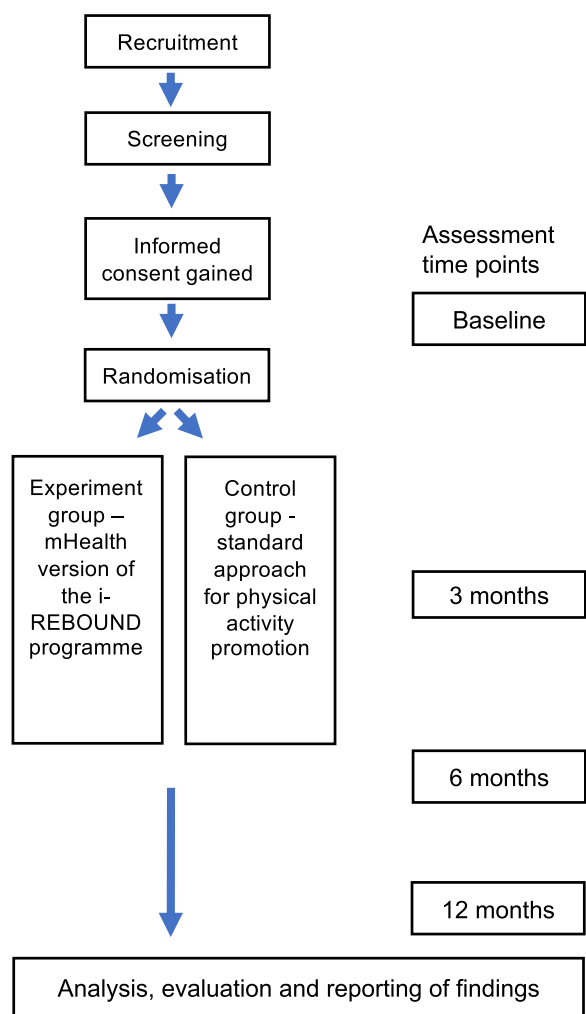 Recruitment
Screening
Informed
consent gained
Assessment
time points
Baseline
Randomisation
Experiment
group –
mHealth
version of
the i-
REBOUND
programme
Control
group -
standard
approach
for physical
activity
promotion
3 months
6 months
12 months
Analysis, evaluation and reporting of findings